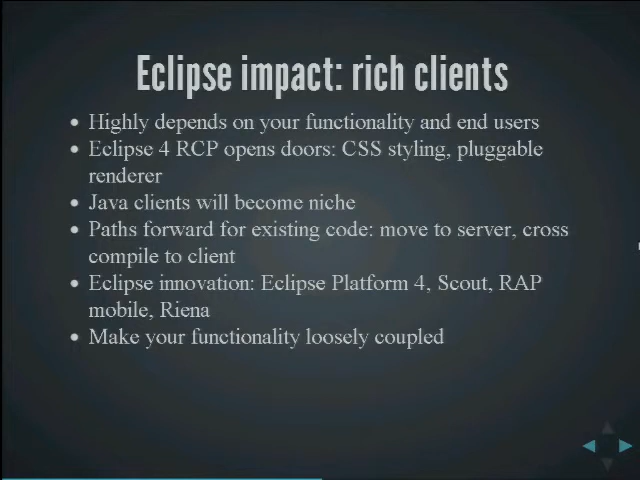 Eclipse impact: rich clients
• Highly depends on your functionality and end users
• Eclipse 4 RCP opens doors: CSS styling, pluggable
renderer
• Java clients will become niche
• Paths forward for existing code: move to server, cross
compile to client
• Eclipse innovation: Eclipse Platform 4, Scout, RAP
mobile, Riena
• Make your functionality loosely coupled